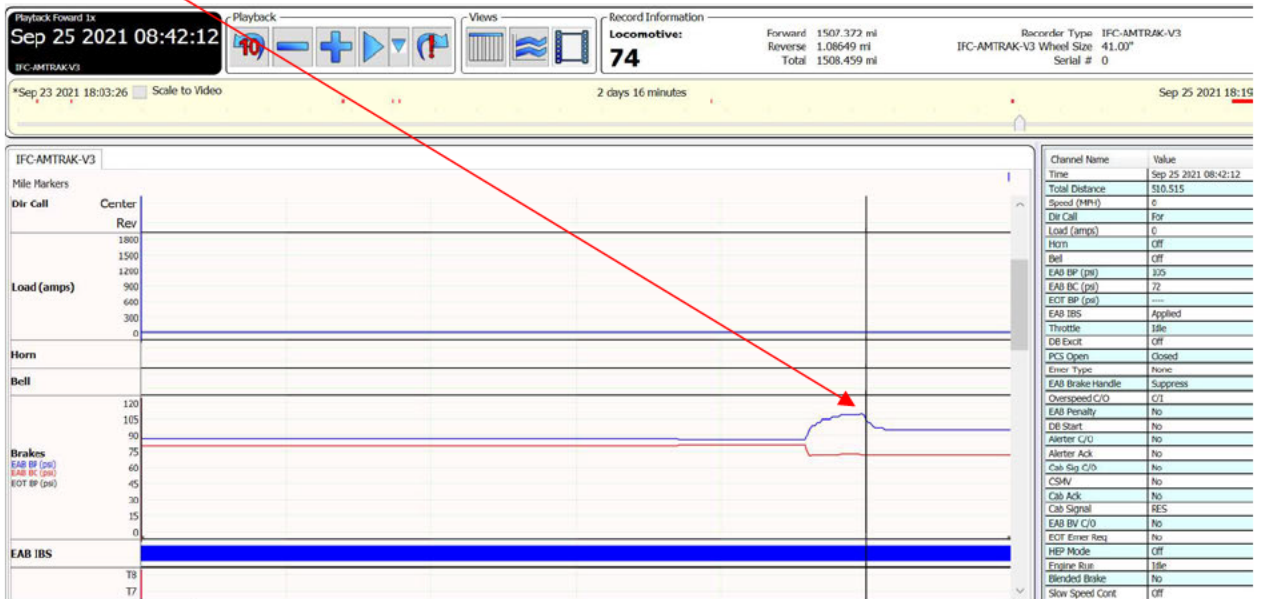 Playback Foward 1x
Sep 25 2021 08:42:12
IFC-AMTRAK-V3
Playback
10
Views
Record Information
Locomotive:
74
Forward 1507.372 mi
Reverse 1.08649 mi
Total 1508.459 mi
Recorder Type IFC-AMTRAK-V3
IFC-AMTRAK-V3 Wheel Size 41.00"
Serial # 0
*Sep 23 2021 18:03:26
Scale to Video
2 days 16 minutes
Sep 25 2021 18:19
IFC-AMTRAK-V3
Mile Markers
Dir Call
Center
Rev
Load (amps)
1800
1500
1200
900
600
300
0
Horn
Bell
Brakes
EAB BP (psi)
EAB BC (psi)
EOT BP (psi)
120
105
90
75
60
45
30
15
0
EAB IBS
T8
T7
Channel Name Value
Time Sep 25 2021 08:42:12
Total Distance 510.515
Speed (MPH) 0
Dir Call For
Load (amps) 0
Horn Off
Bell Off
EAB BP (psi) 105
EAB BC (psi) 72
EOT BP (psi) ----
EAB IBS Applied
Throttle Idle
DB Excit Off
PCS Open Closed
Emer Type None
EAB Brake Handle Suppress
Overspeed C/O C/I
EAB Penalty No
DB Start No
Alerter C/O No
Alerter Ack No
Cab Sig C/O No
CSMV No
Cab Ack No
Cab Signal RES
EAB BV C/O No
EOT Emer Req No
HEP Mode Off
Engine Run Idle
Blended Brake No
Slow Speed Cont Off